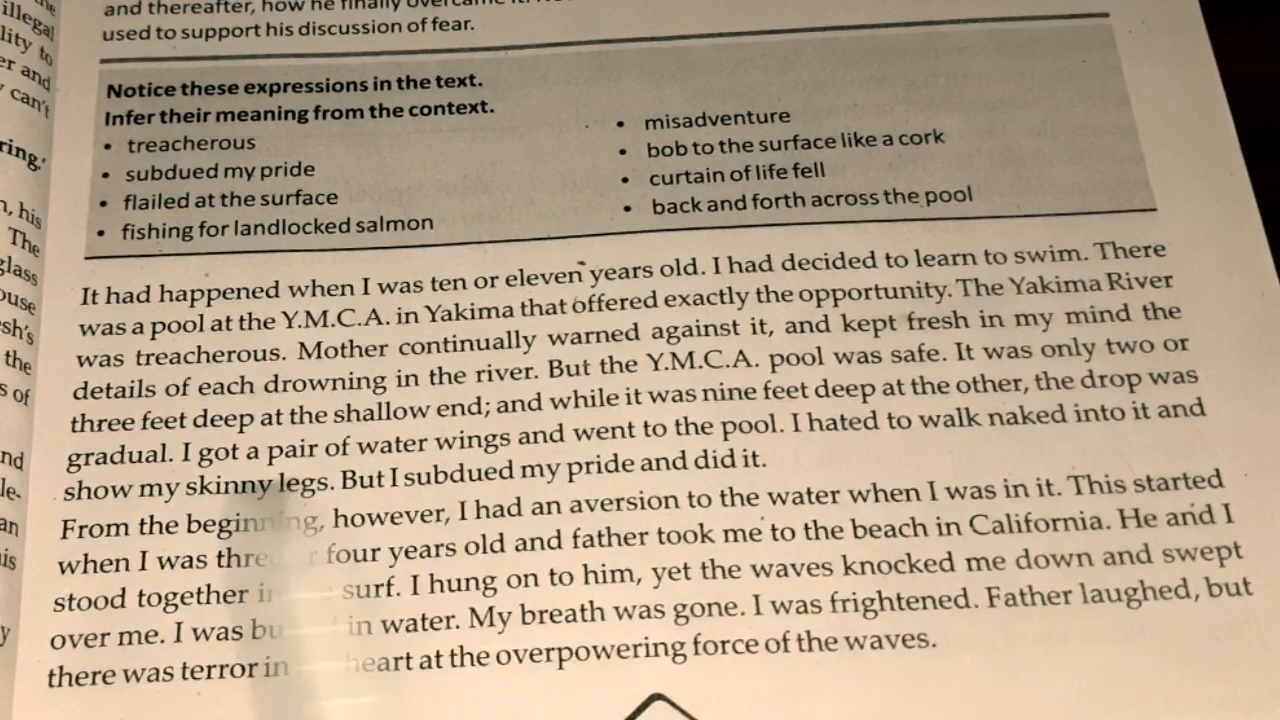 illegal
lity to
er and
can't
ring.'
n, his
The
glass
ouse
sh's
the
s of
nd
le-
an
is
y
and thereafter, how he finally overcame it.
used to support his discussion of fear.
Notice these expressions in the text.
Infer their meaning from the context.
• treacherous
• subdued my pride
• flailed at the surface
• fishing for landlocked salmon
• misadventure
• bob to the surface like a cork
• curtain of life fell
• back and forth across the pool
It had happened when I was ten or eleven years old. I had decided to learn to swim. There
was a pool at the Y.M.C.A. in Yakima that offered exactly the opportunity. The Yakima River
was treacherous. Mother continually warned against it, and kept fresh in my mind the
details of each drowning in the river. But the Y.M.C.A. pool was safe. It was only two or
three feet deep at the shallow end; and while it was nine feet deep at the other, the drop was
gradual. I got a pair of water wings and went to the pool. I hated to walk naked into it and
show my skinny legs. But I subdued my pride and did it.
From the beginning, however, I had an aversion to the water when I was in it. This started
when I was four years old and father took me to the beach in California. He and I
stood together surf. I hung on to him, yet the waves knocked me down and swept
over me. I was in water. My breath was gone. I was frightened. Father laughed, but
there was terror in heart at the overpowering force of the waves.